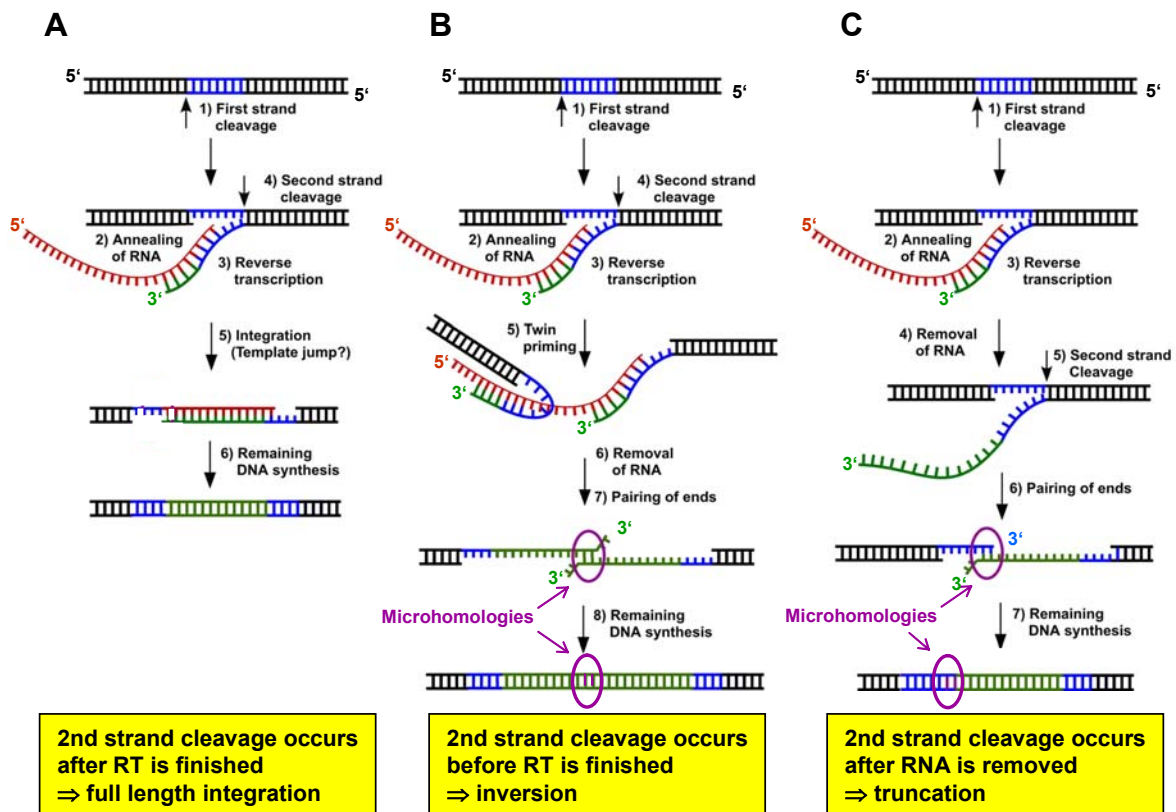 A
5‘
5‘
1) First strand
cleavage
4) Second strand
cleavage
5‘
2) Annealing
of RNA
3) Reverse
transcription
3‘
5) Integration
(Template jump?)
6) Remaining
DNA synthesis
2nd strand cleavage occurs
after RT is finished
⇒ full length integration
B
5‘
5‘
1) First strand
cleavage
4) Second strand
cleavage
5‘
2) Annealing
of RNA
3) Reverse
transcription
3‘
5) Twin
priming
5‘
3‘
3‘
6) Removal
of RNA
7) Pairing of ends
3‘
3‘
Microhomologies
8) Remaining
DNA synthesis
2nd strand cleavage occurs
before RT is finished
⇒ inversion
C
5‘
5‘
1) First strand
cleavage
5‘
2) Annealing
of RNA
3) Reverse
transcription
3‘
4) Removal
of RNA
5) Second strand
Cleavage
3‘
6) Pairing of ends
3‘
3‘
Microhomologies
7) Remaining
DNA synthesis
2nd strand cleavage occurs
after RNA is removed
⇒ truncation